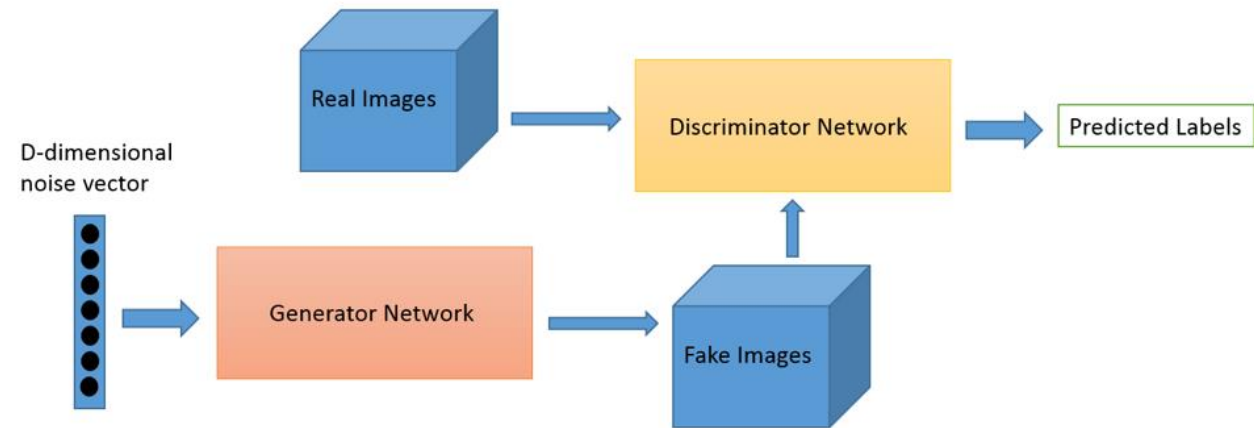 Real Images
Discriminator Network
Predicted Labels
D-dimensional
noise vector
Generator Network
Fake Images